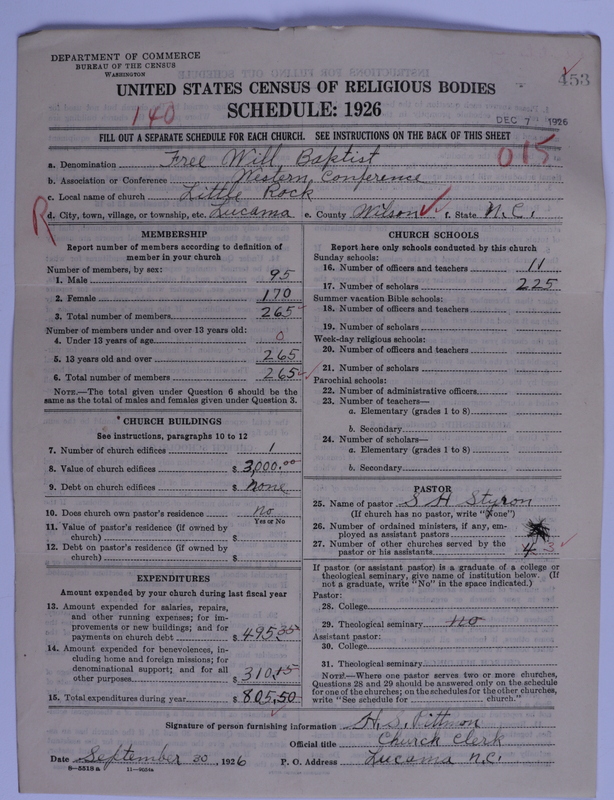 DEPARTMENT OF COMMERCE
BUREAU OF THE CENSUS
WASHINGTON
453
UNITED STATES CENSUS OF RELIGIOUS BODIES
140
SCHEDULE: 1926
DEC 7 1926
FILL OUT A SEPARATE SCHEDULE FOR EACH CHURCH. SEE INSTRUCTIONS ON THE BACK OF THIS SHEET
015
a. Denomination Free Will Baptist
b. Association or Conference Western Conference
c. Local name of church Little Rock
R
d. City, town, village, or township, etc. Lucama e. County Wilson f. State N.C.
MEMBERSHIP
Report number of members according to definition of
member in your church
Number of members, by sex:
1. Male 95
2. Female 170
3. Total number of members 265
Number of members under and over 13 years old:
4. Under 13 years of age 0
5. 13 years old and over 265
6. Total number of members 265
NOTE.—The total given under Question 6 should be the
same as the total of males and females given under Question 3.
CHURCH BUILDINGS
See instructions, paragraphs 10 to 12
7. Number of church edifices 1
8. Value of church edifices $ 3,000.00
9. Debt on church edifices $ none
10. Does church own pastor's residence no
Yes or No
11. Value of pastor's residence (if owned by
church) $
12. Debt on pastor's residence (if owned by
church) $
EXPENDITURES
Amount expended by your church during last fiscal year
13. Amount expended for salaries, repairs,
and other running expenses; for im-
provements or new buildings; and for
payments on church debt $ 495.35
14. Amount expended for benevolences, in-
cluding home and foreign missions; for
denominational support; and for all
other purposes $ 310.15
15. Total expenditures during year $ 805.50
CHURCH SCHOOLS
Report here only schools conducted by this church
Sunday schools:
16. Number of officers and teachers 11
17. Number of scholars 225
Summer vacation Bible schools:
18. Number of officers and teachers
19. Number of scholars
Week-day religious schools:
20. Number of officers and teachers
21. Number of scholars
Parochial schools:
22. Number of administrative officers
23. Number of teachers—
a. Elementary (grades 1 to 8)
b. Secondary
24. Number of scholars—
a. Elementary (grades 1 to 8)
b. Secondary
PASTOR
25. Name of pastor S H Styron
(If church has no pastor, write "None")
26. Number of ordained ministers, if any, em-
ployed as assistant pastors
27. Number of other churches served by the
pastor or his assistants 4 3
If pastor (or assistant pastor) is a graduate of a college or
theological seminary, give name of institution below. (If
not a graduate, write "No" in the space indicated.)
Pastor:
28. College
29. Theological seminary no
Assistant pastor:
30. College
31. Theological seminary
NOTE.—Where one pastor serves two or more churches,
Questions 28 and 29 should be answered only on the schedule
for one of the churches; on the schedules for the other churches,
write "See schedule for church."
Signature of person furnishing information H. S. Pittman
Official title Church Clerk
Date September 30, 1926 P. O. Address Lucama N.C.
8—5518 a